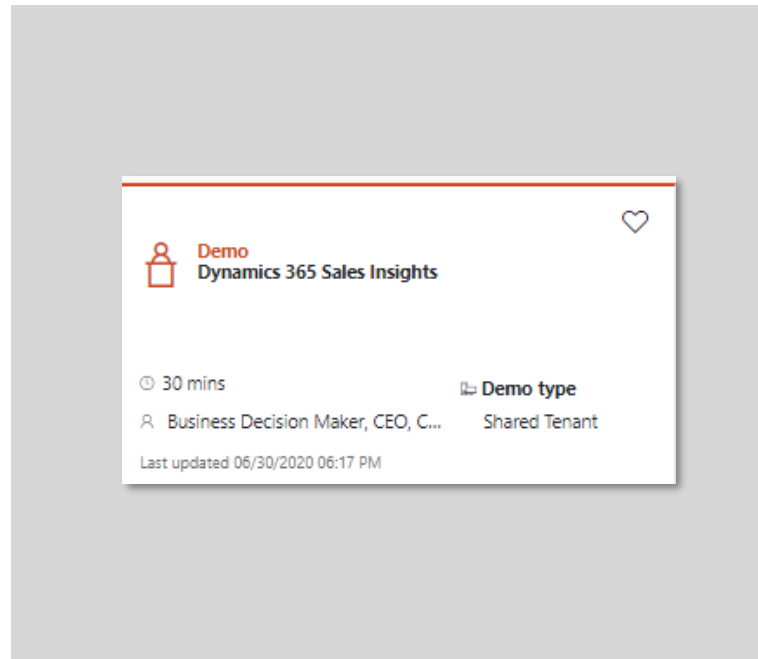 Demo
Dynamics 365 Sales Insights
30 mins
Demo type
Business Decision Maker, CEO, C...
Shared Tenant
Last updated 06/30/2020 06:17 PM